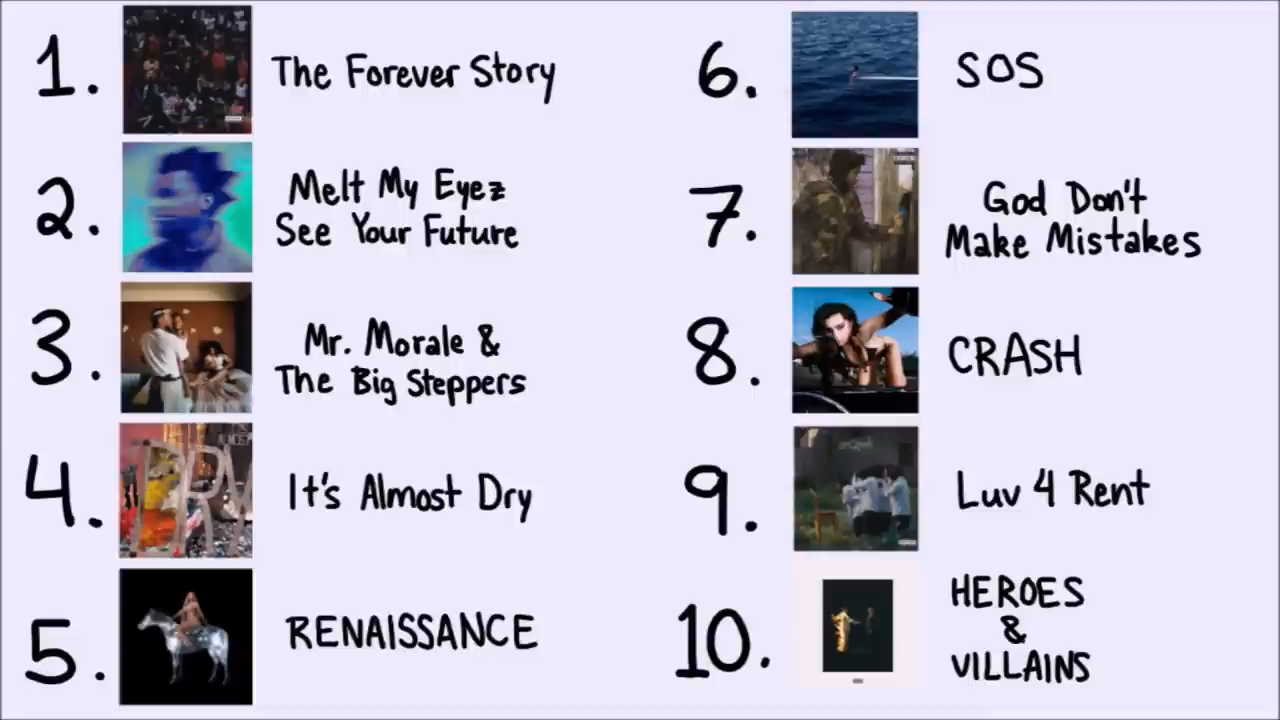 1.
The Forever Story
2.
Melt My Eyez
See Your Future
3.
Mr. Morale &
The Big Steppers
4.
It's Almost Dry
5.
RENAISSANCE
6.
SOS
7.
God Don't
Make Mistakes
8.
CRASH
9.
Luv 4 Rent
10.
HEROES
&
VILLAINS